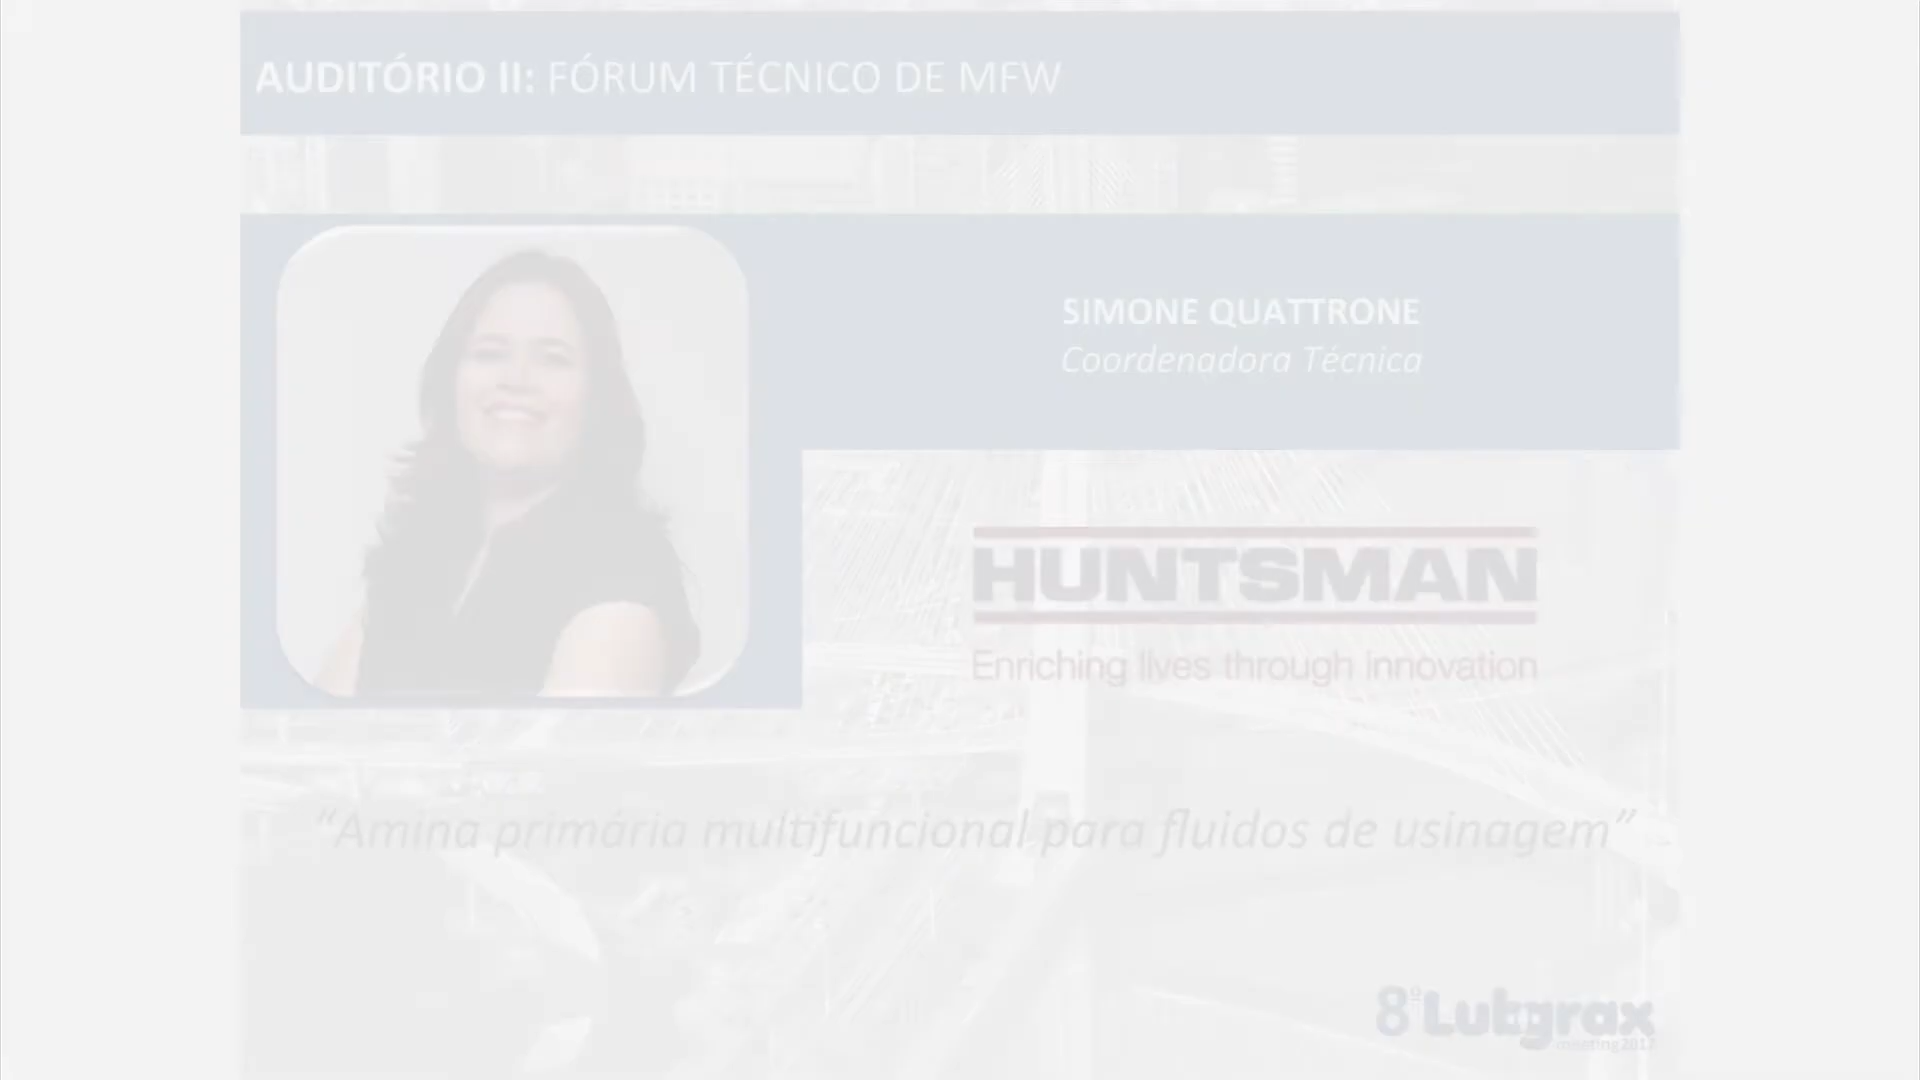 AUDITÓRIO II: FÓRUM TÉCNICO DE MFW
SIMONE QUATTRONE
Coordenadora Técnica
HUNTSMAN
Enriching lives through innovation
“Amina primária multifuncional para fluidos de usinagem”
8º Lubgrax
meeting2017